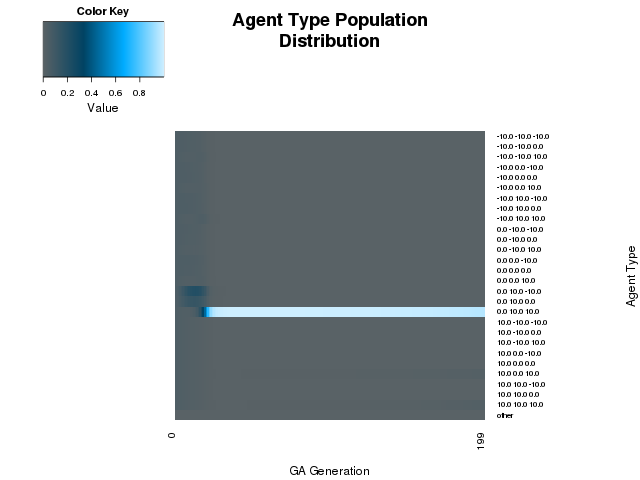 Color Key
0 0.2 0.4 0.6 0.8
Value
Agent Type Population
Distribution
-10.0 -10.0 -10.0
-10.0 -10.0 0.0
-10.0 -10.0 10.0
-10.0 0.0 -10.0
-10.0 0.0 0.0
-10.0 0.0 10.0
-10.0 10.0 -10.0
-10.0 10.0 0.0
-10.0 10.0 10.0
0.0 -10.0 -10.0
0.0 -10.0 0.0
0.0 -10.0 10.0
0.0 0.0 -10.0
0.0 0.0 0.0
0.0 0.0 10.0
0.0 10.0 -10.0
0.0 10.0 0.0
0.0 10.0 10.0
10.0 -10.0 -10.0
10.0 -10.0 0.0
10.0 -10.0 10.0
10.0 0.0 -10.0
10.0 0.0 0.0
10.0 0.0 10.0
10.0 10.0 -10.0
10.0 10.0 0.0
10.0 10.0 10.0
other
Agent Type
0 199
GA Generation